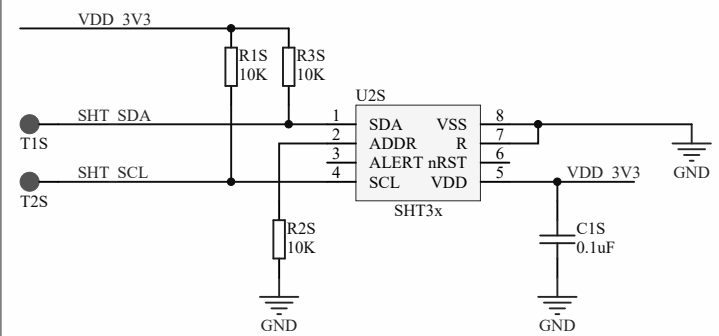 VDD_3V3
R1S
10K
R3S
10K
U2S
SHT_SDA
1
SDA
VSS
8
T1S
2
ADDR
R
7
3
ALERT
nRST
6
GND
SHT_SCL
4
SCL
VDD
5
VDD_3V3
T2S
SHT3x
R2S
10K
C1S
0.1uF
GND
GND